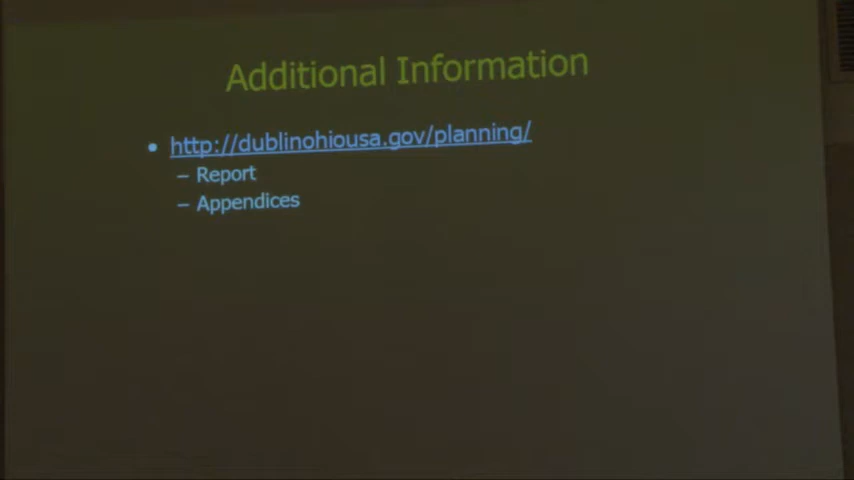 Additional Information
• http://dublinohiousa.gov/planning/
– Report
– Appendices